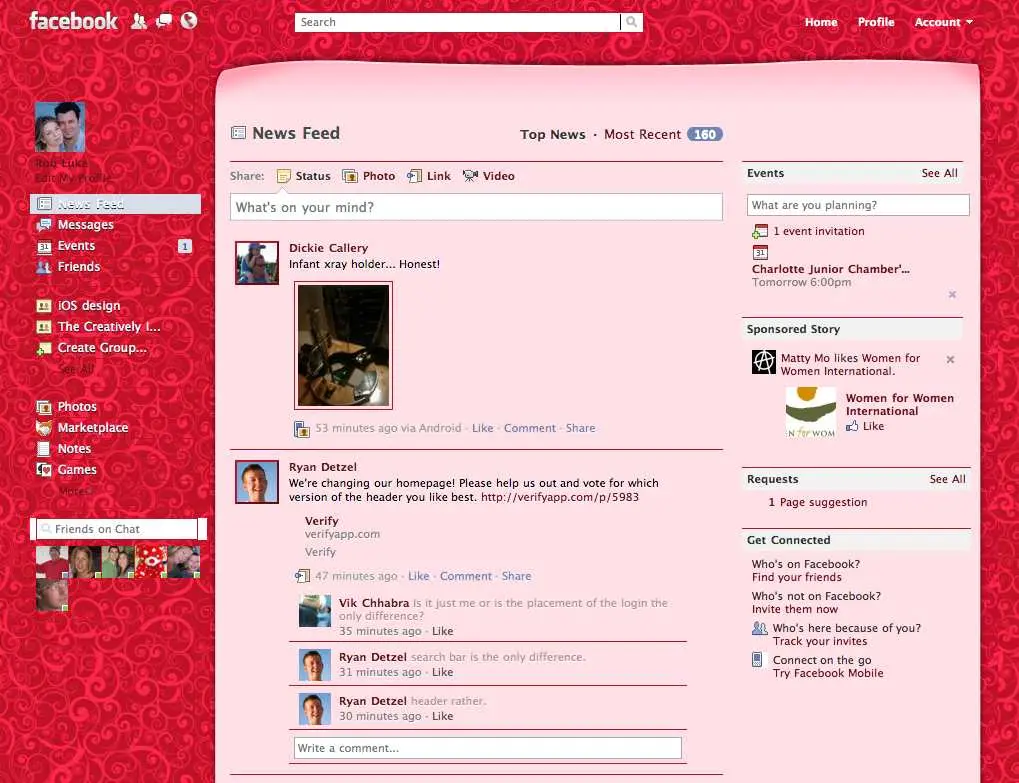 facebook
Search
Home Profile Account
Rob Luke
Edit My Profile
News Feed
Messages
Events 1
Friends
iOS design
The Creatively I...
Create Group...
See All
Photos
Marketplace
Notes
Games
More
Friends on Chat
News Feed
Top News · Most Recent 160
Share: Status Photo Link Video
What's on your mind?
Dickie Callery
Infant xray holder... Honest!
53 minutes ago via Android · Like · Comment · Share
Ryan Detzel
We're changing our homepage! Please help us out and vote for which
version of the header you like best. http://verifyapp.com/p/5983
Verify
verifyapp.com
Verify
47 minutes ago · Like · Comment · Share
Vik Chhabra Is it just me or is the placement of the login the
only difference?
35 minutes ago · Like
Ryan Detzel search bar is the only difference.
31 minutes ago · Like
Ryan Detzel header rather.
30 minutes ago · Like
Write a comment...
Events See All
What are you planning?
1 event invitation
31
Charlotte Junior Chamber'...
Tomorrow 6:00pm
Sponsored Story
Matty Mo likes Women for
Women International.
Women for Women
International
Like
N for WOM
Requests See All
1 Page suggestion
Get Connected
Who's on Facebook?
Find your friends
Who's not on Facebook?
Invite them now
Who's here because of you?
Track your invites
Connect on the go
Try Facebook Mobile